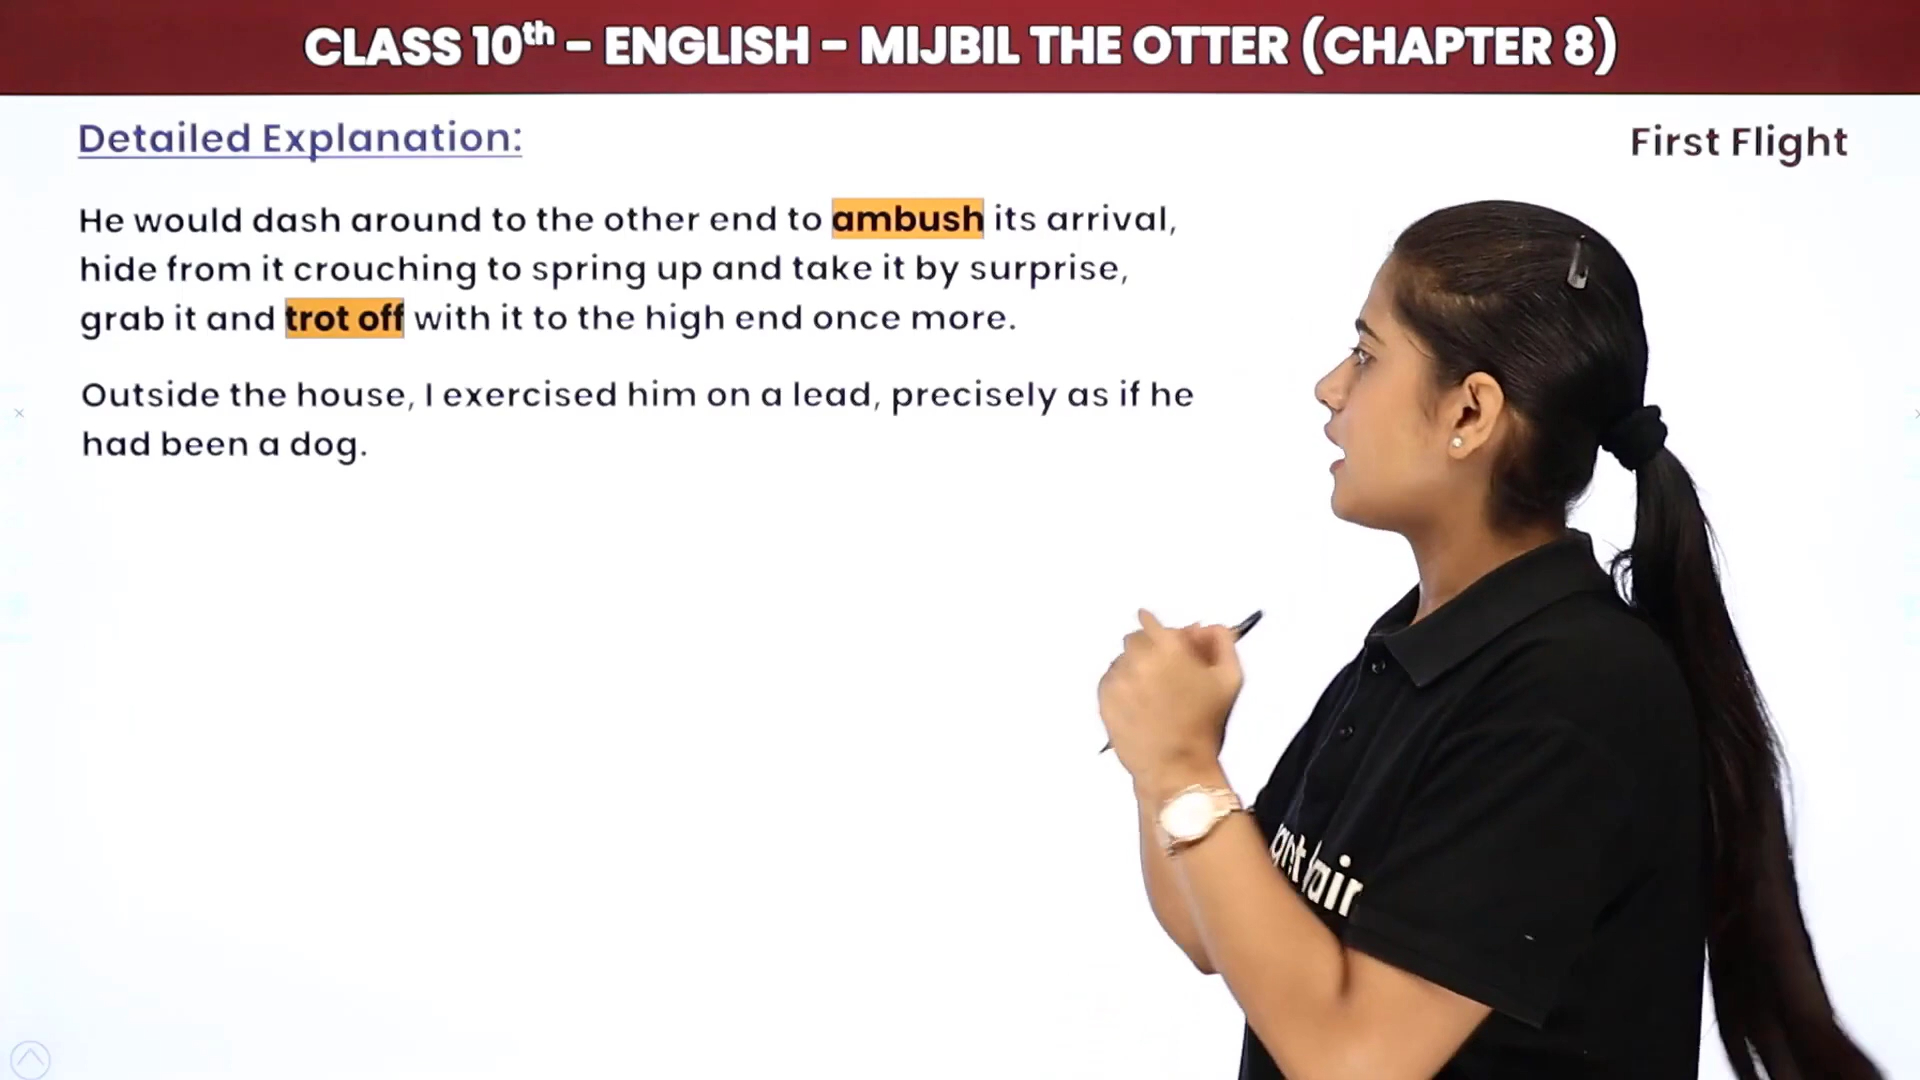 CLASS 10th – ENGLISH – MIJBIL THE OTTER (CHAPTER 8)
Detailed Explanation:
First Flight
He would dash around to the other end to ambush its arrival,
hide from it crouching to spring up and take it by surprise,
grab it and trot off with it to the high end once more.
Outside the house, I exercised him on a lead, precisely as if he
had been a dog.